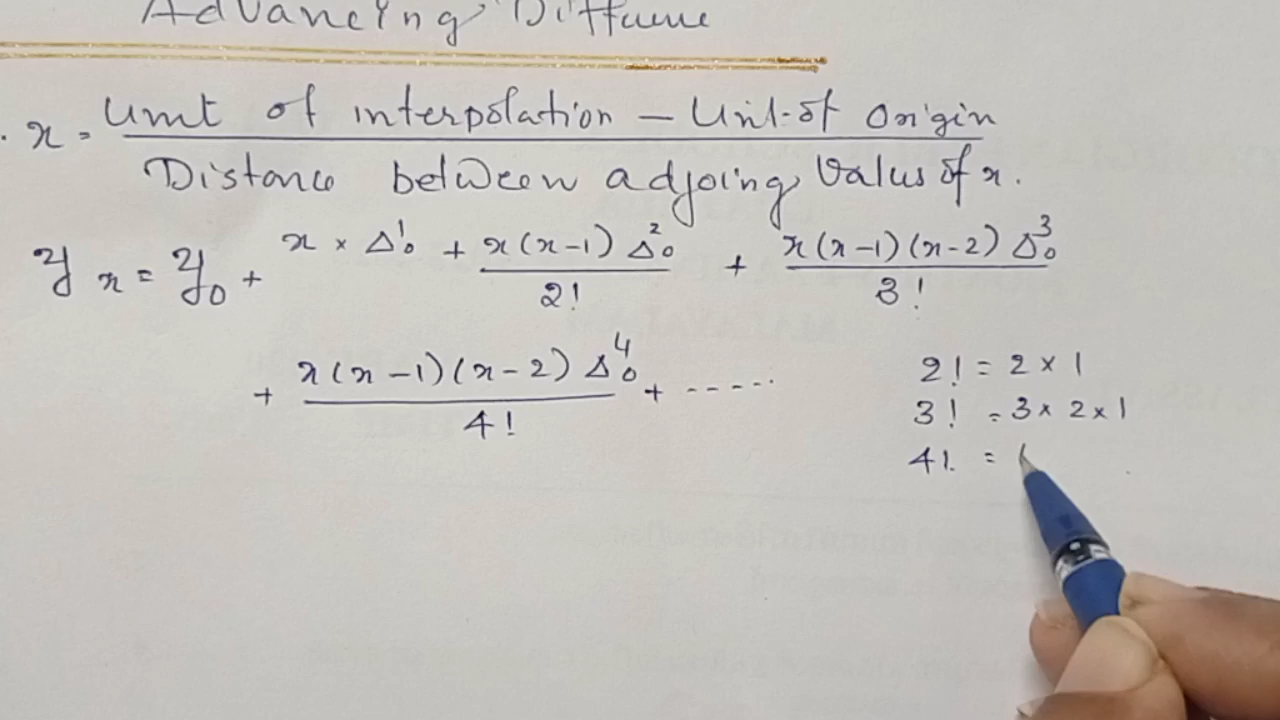 Advancing Difference
. x = Unit of interpolation – Unit of Origin
Distance between adjoing Values of x.
y x = y0 + x × Δ¹0 + x(x-1) Δ²0 / 2! + x(x-1)(x-2) Δ³0 / 3!
+ x(x-1)(x-2) Δ⁴0 / 4! + -----.
2! = 2 × 1
3! = 3 × 2 × 1
4! =